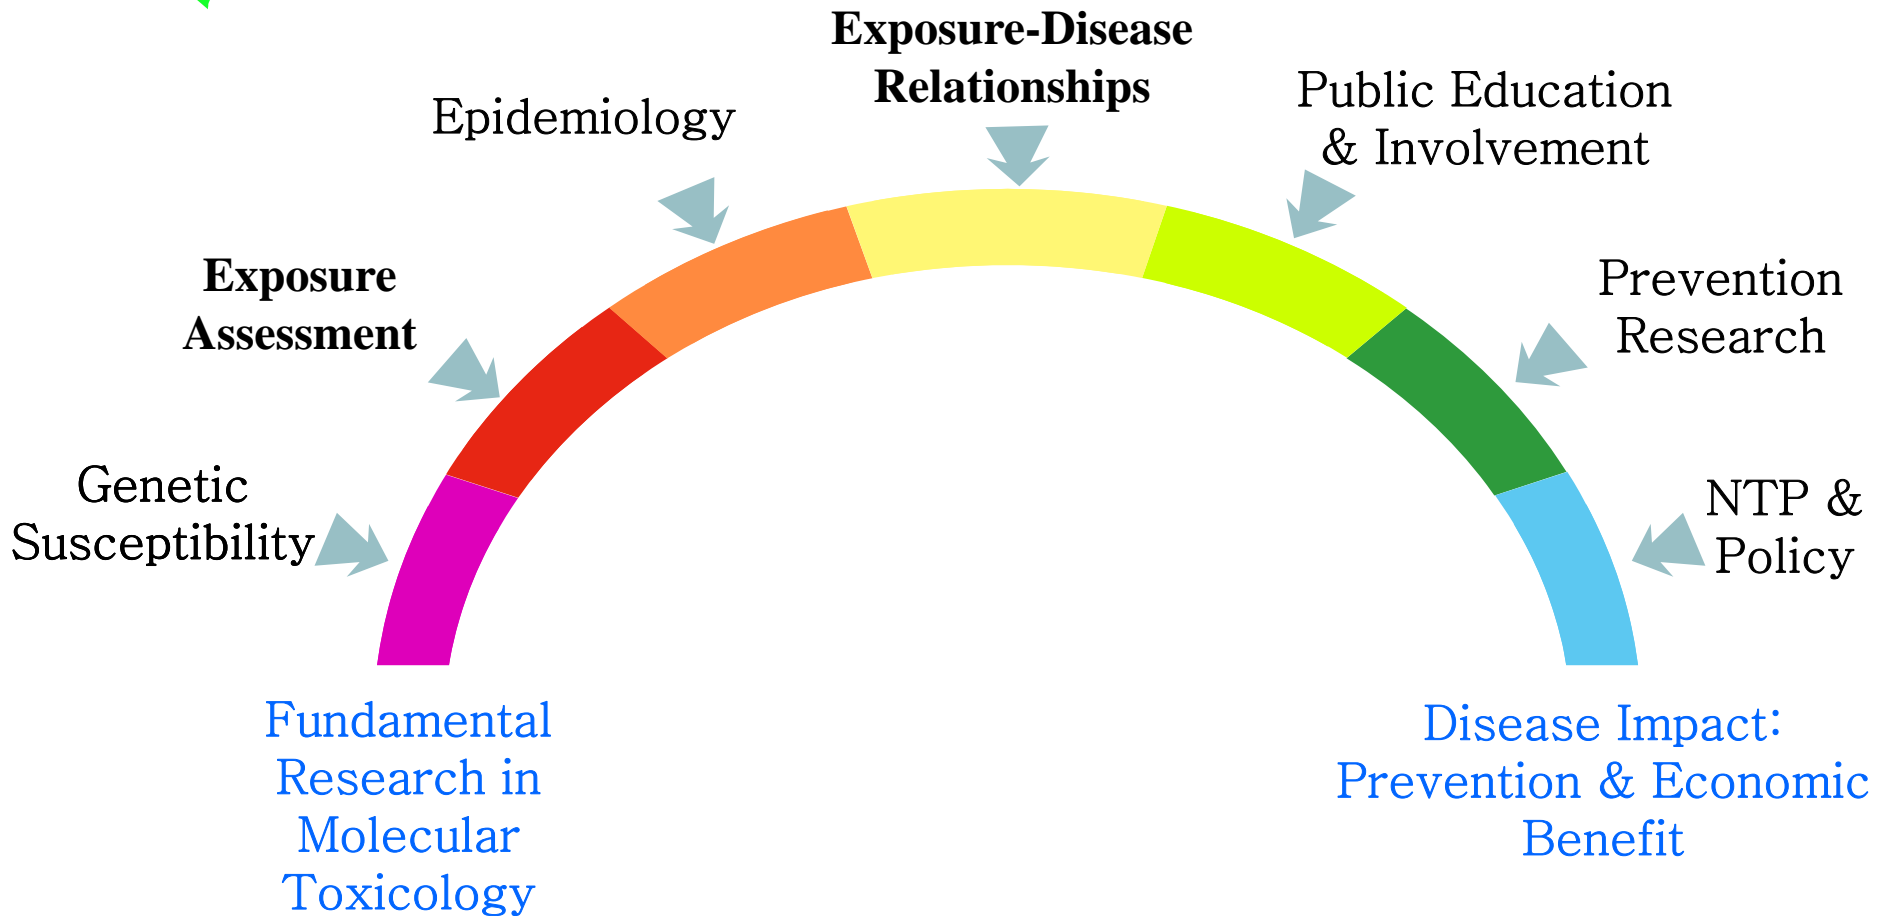 Exposure-Disease
Relationships
Epidemiology
Public Education
& Involvement
Exposure
Assessment
Prevention
Research
Genetic
Susceptibility
NTP &
Policy
Fundamental
Research in
Molecular
Toxicology
Disease Impact:
Prevention & Economic
Benefit